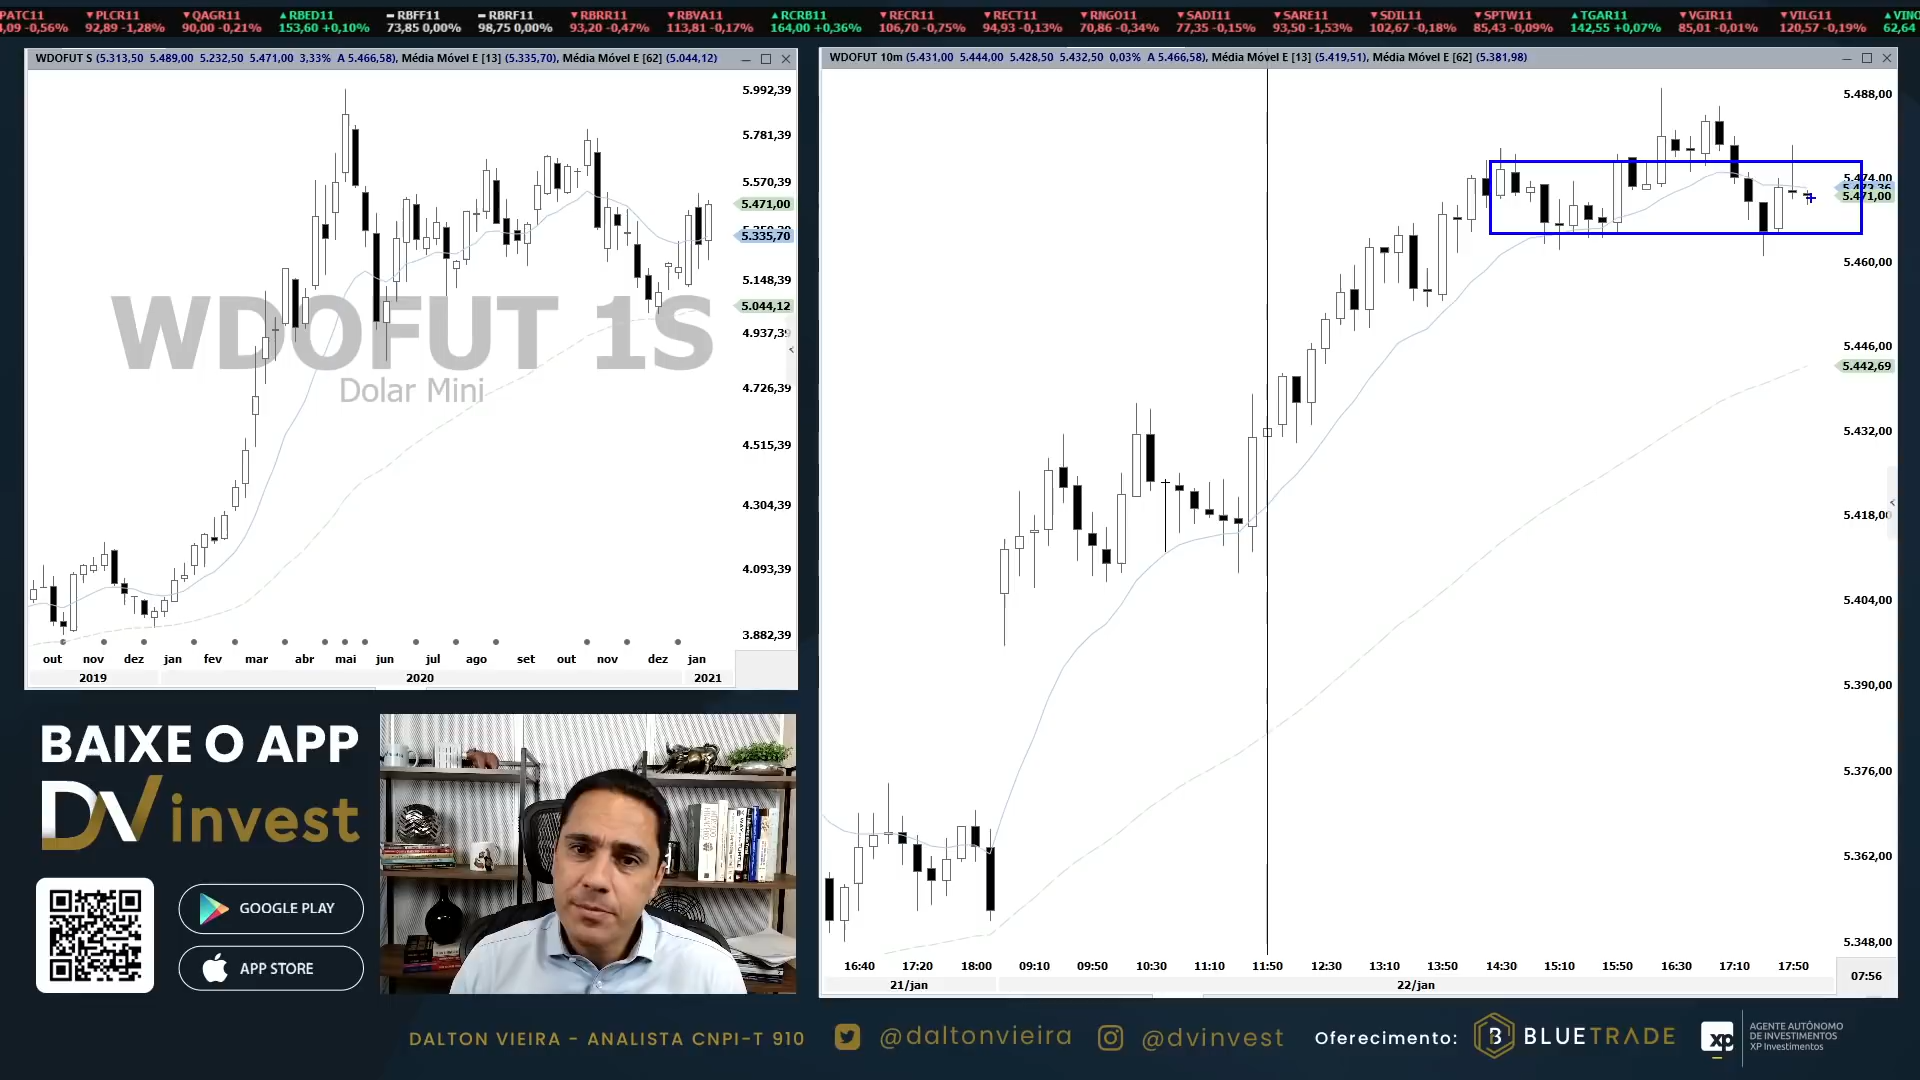 PATC11 ▼PLCR11 ▼QAGR11 ▲RBED11 ━RBFF11 ━RBRF11 ▼RBRR11 ▼RBVA11 ▲RCRB11 ▼RECR11 ▼RECT11 ▼RNGO11 ▼SADI11 ▼SARE11 ▼SDIL11 ▼SPTW11 ▲TGAR11 ▼VGIR11 ▼VILG11
,09 -0,56% 92,89 -1,28% 90,00 -0,21% 153,60 +0,10% 73,85 0,00% 98,75 0,00% 93,20 -0,47% 113,81 -0,17% 164,00 +0,36% 106,70 -0,75% 94,93 -0,13% 70,86 -0,34% 77,35 -0,15% 93,50 -1,53% 102,67 -0,18% 85,43 -0,09% 142,55 +0,07% 85,01 -0,01% 120,57 -0,19% 62,64
WDOFUT S (5.313,50 5.489,00 5.232,50 5.471,00 3,33% A 5.466,58), Média Móvel E [13] (5.335,70), Média Móvel E [62] (5.044,12)
5.992,39
5.781,39
5.570,39
5.471,00
5.335,70
5.148,39
5.044,12
4.937,39
4.726,39
4.515,39
4.304,39
4.093,39
3.882,39
WDOFUT 1S
Dolar Mini
out nov dez jan fev mar abr mai jun jul ago set out nov dez jan
2019 2020 2021
WDOFUT 10m (5.431,00 5.444,00 5.428,50 5.432,50 0,03% A 5.466,58), Média Móvel E [13] (5.419,51), Média Móvel E [62] (5.381,98)
5.488,00
5.474,00
5.471,00
5.460,00
5.446,00
5.442,69
5.432,00
5.418,00
5.404,00
5.390,00
5.376,00
5.362,00
5.348,00
16:40 17:20 18:00 09:10 09:50 10:30 11:10 11:50 12:30 13:10 13:50 14:30 15:10 15:50 16:30 17:10 17:50
21/jan 22/jan
07:56
BAIXE O APP
DVinvest
GOOGLE PLAY
APP STORE
DALTON VIEIRA - ANALISTA CNPI-T 910 @daltonvieira @dvinvest Oferecimento: BLUETRADE
xp
AGENTE AUTÔNOMO
DE INVESTIMENTOS
XP Investimentos